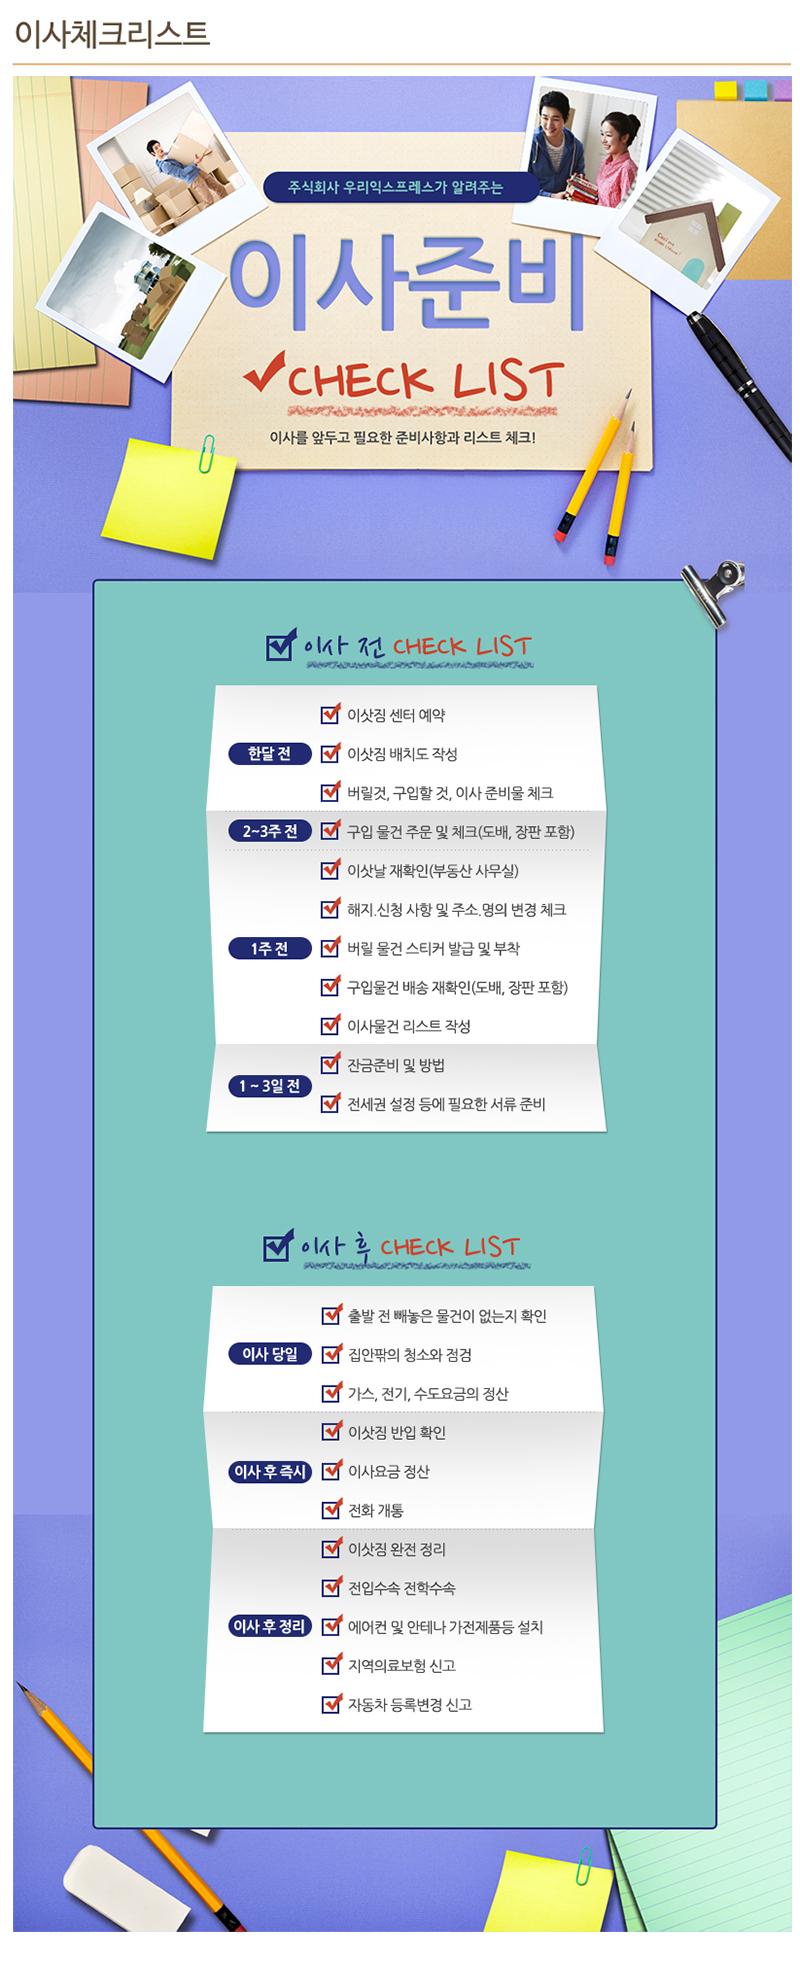 이사체크리스트
주식회사 우리익스프레스가 알려주는
이사준비
CHECK LIST
이사를 앞두고 필요한 준비사항과 리스트 체크!
이사 전 CHECK LIST
한달 전
이삿짐 센터 예약
이삿짐 배치도 작성
버릴것, 구입할 것, 이사 준비물 체크
2~3주 전
구입 물건 주문 및 체크(도배, 장판 포함)
1주 전
이삿날 재확인(부동산 사무실)
해지.신청 사항 및 주소.명의 변경 체크
버릴 물건 스티커 발급 및 부착
구입물건 배송 재확인(도배, 장판 포함)
이사물건 리스트 작성
1 ~ 3일 전
잔금준비 및 방법
전세권 설정 등에 필요한 서류 준비
이사 후 CHECK LIST
이사 당일
출발 전 빼놓은 물건이 없는지 확인
집안팎의 청소와 점검
가스, 전기, 수도요금의 정산
이사 후 즉시
이삿짐 반입 확인
이사요금 정산
전화 개통
이사 후 정리
이삿짐 완전 정리
전입수속 전학수속
에어컨 및 안테나 가전제품등 설치
지역의료보험 신고
자동차 등록변경 신고